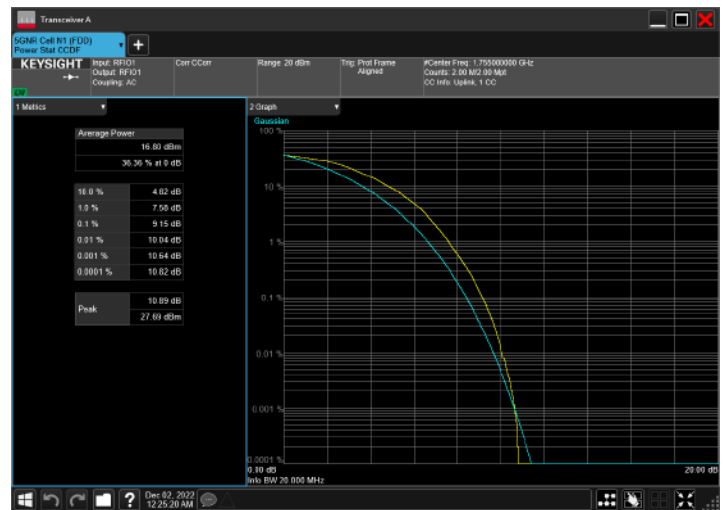 Transceiver A
5GNR Cell N1 (FDD)
Power Stat CCDF
KEYSIGHT
Input: RFIO1
Output: RFIO1
Coupling: AC
Corr CCorr
Range: 20 dBm
Trig: Prot Frame
Aligned
#Center Freq: 1.755000000 GHz
Counts: 2.00 M/2.00 Mpt
CC Info: Uplink, 1 CC
1 Metrics
Average Power
16.80 dBm
36.36 % at 0 dB
10.0 % 4.82 dB
1.0 % 7.58 dB
0.1 % 9.15 dB
0.01 % 10.04 dB
0.001 % 10.64 dB
0.0001 % 10.82 dB
Peak
10.89 dB
27.69 dBm
2 Graph
Gaussian
100 %
10 %
1 %
0.1 %
0.01 %
0.001 %
0.0001 %
0.00 dB
20.00 dB
Info BW 20.000 MHz
Dec 02, 2022
12:25:20 AM